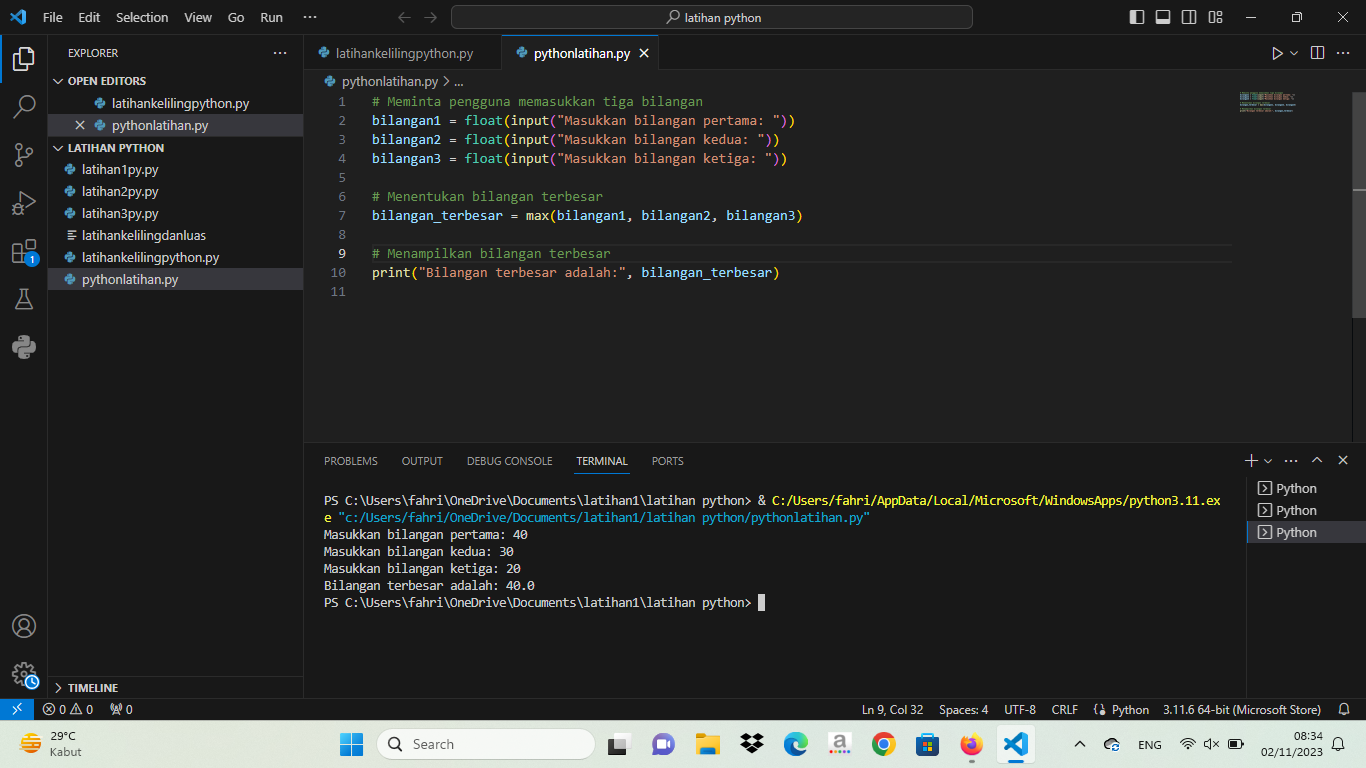 File Edit Selection View Go Run ··· latihan python
EXPLORER ···
OPEN EDITORS
latihankelilingpython.py
pythonlatihan.py
LATIHAN PYTHON
latihan1py.py
latihan2py.py
latihan3py.py
latihankelilingdanluas
latihankelilingpython.py
pythonlatihan.py
TIMELINE
1
latihankelilingpython.py pythonlatihan.py
pythonlatihan.py > ...
1 # Meminta pengguna memasukkan tiga bilangan
2 bilangan1 = float(input("Masukkan bilangan pertama: "))
3 bilangan2 = float(input("Masukkan bilangan kedua: "))
4 bilangan3 = float(input("Masukkan bilangan ketiga: "))
5
6 # Menentukan bilangan terbesar
7 bilangan_terbesar = max(bilangan1, bilangan2, bilangan3)
8
9 # Menampilkan bilangan terbesar
10 print("Bilangan terbesar adalah:", bilangan_terbesar)
11
PROBLEMS OUTPUT DEBUG CONSOLE TERMINAL PORTS
PS C:\Users\fahri\OneDrive\Documents\latihan1\latihan python> & C:/Users/fahri/AppData/Local/Microsoft/WindowsApps/python3.11.ex
e "c:/Users/fahri/OneDrive/Documents/latihan1/latihan python/pythonlatihan.py"
Masukkan bilangan pertama: 40
Masukkan bilangan kedua: 30
Masukkan bilangan ketiga: 20
Bilangan terbesar adalah: 40.0
PS C:\Users\fahri\OneDrive\Documents\latihan1\latihan python>
Python
Python
Python
0 0 0 Ln 9, Col 32 Spaces: 4 UTF-8 CRLF Python 3.11.6 64-bit (Microsoft Store)
29°C
Kabut
Search
a
ENG
08:34
02/11/2023